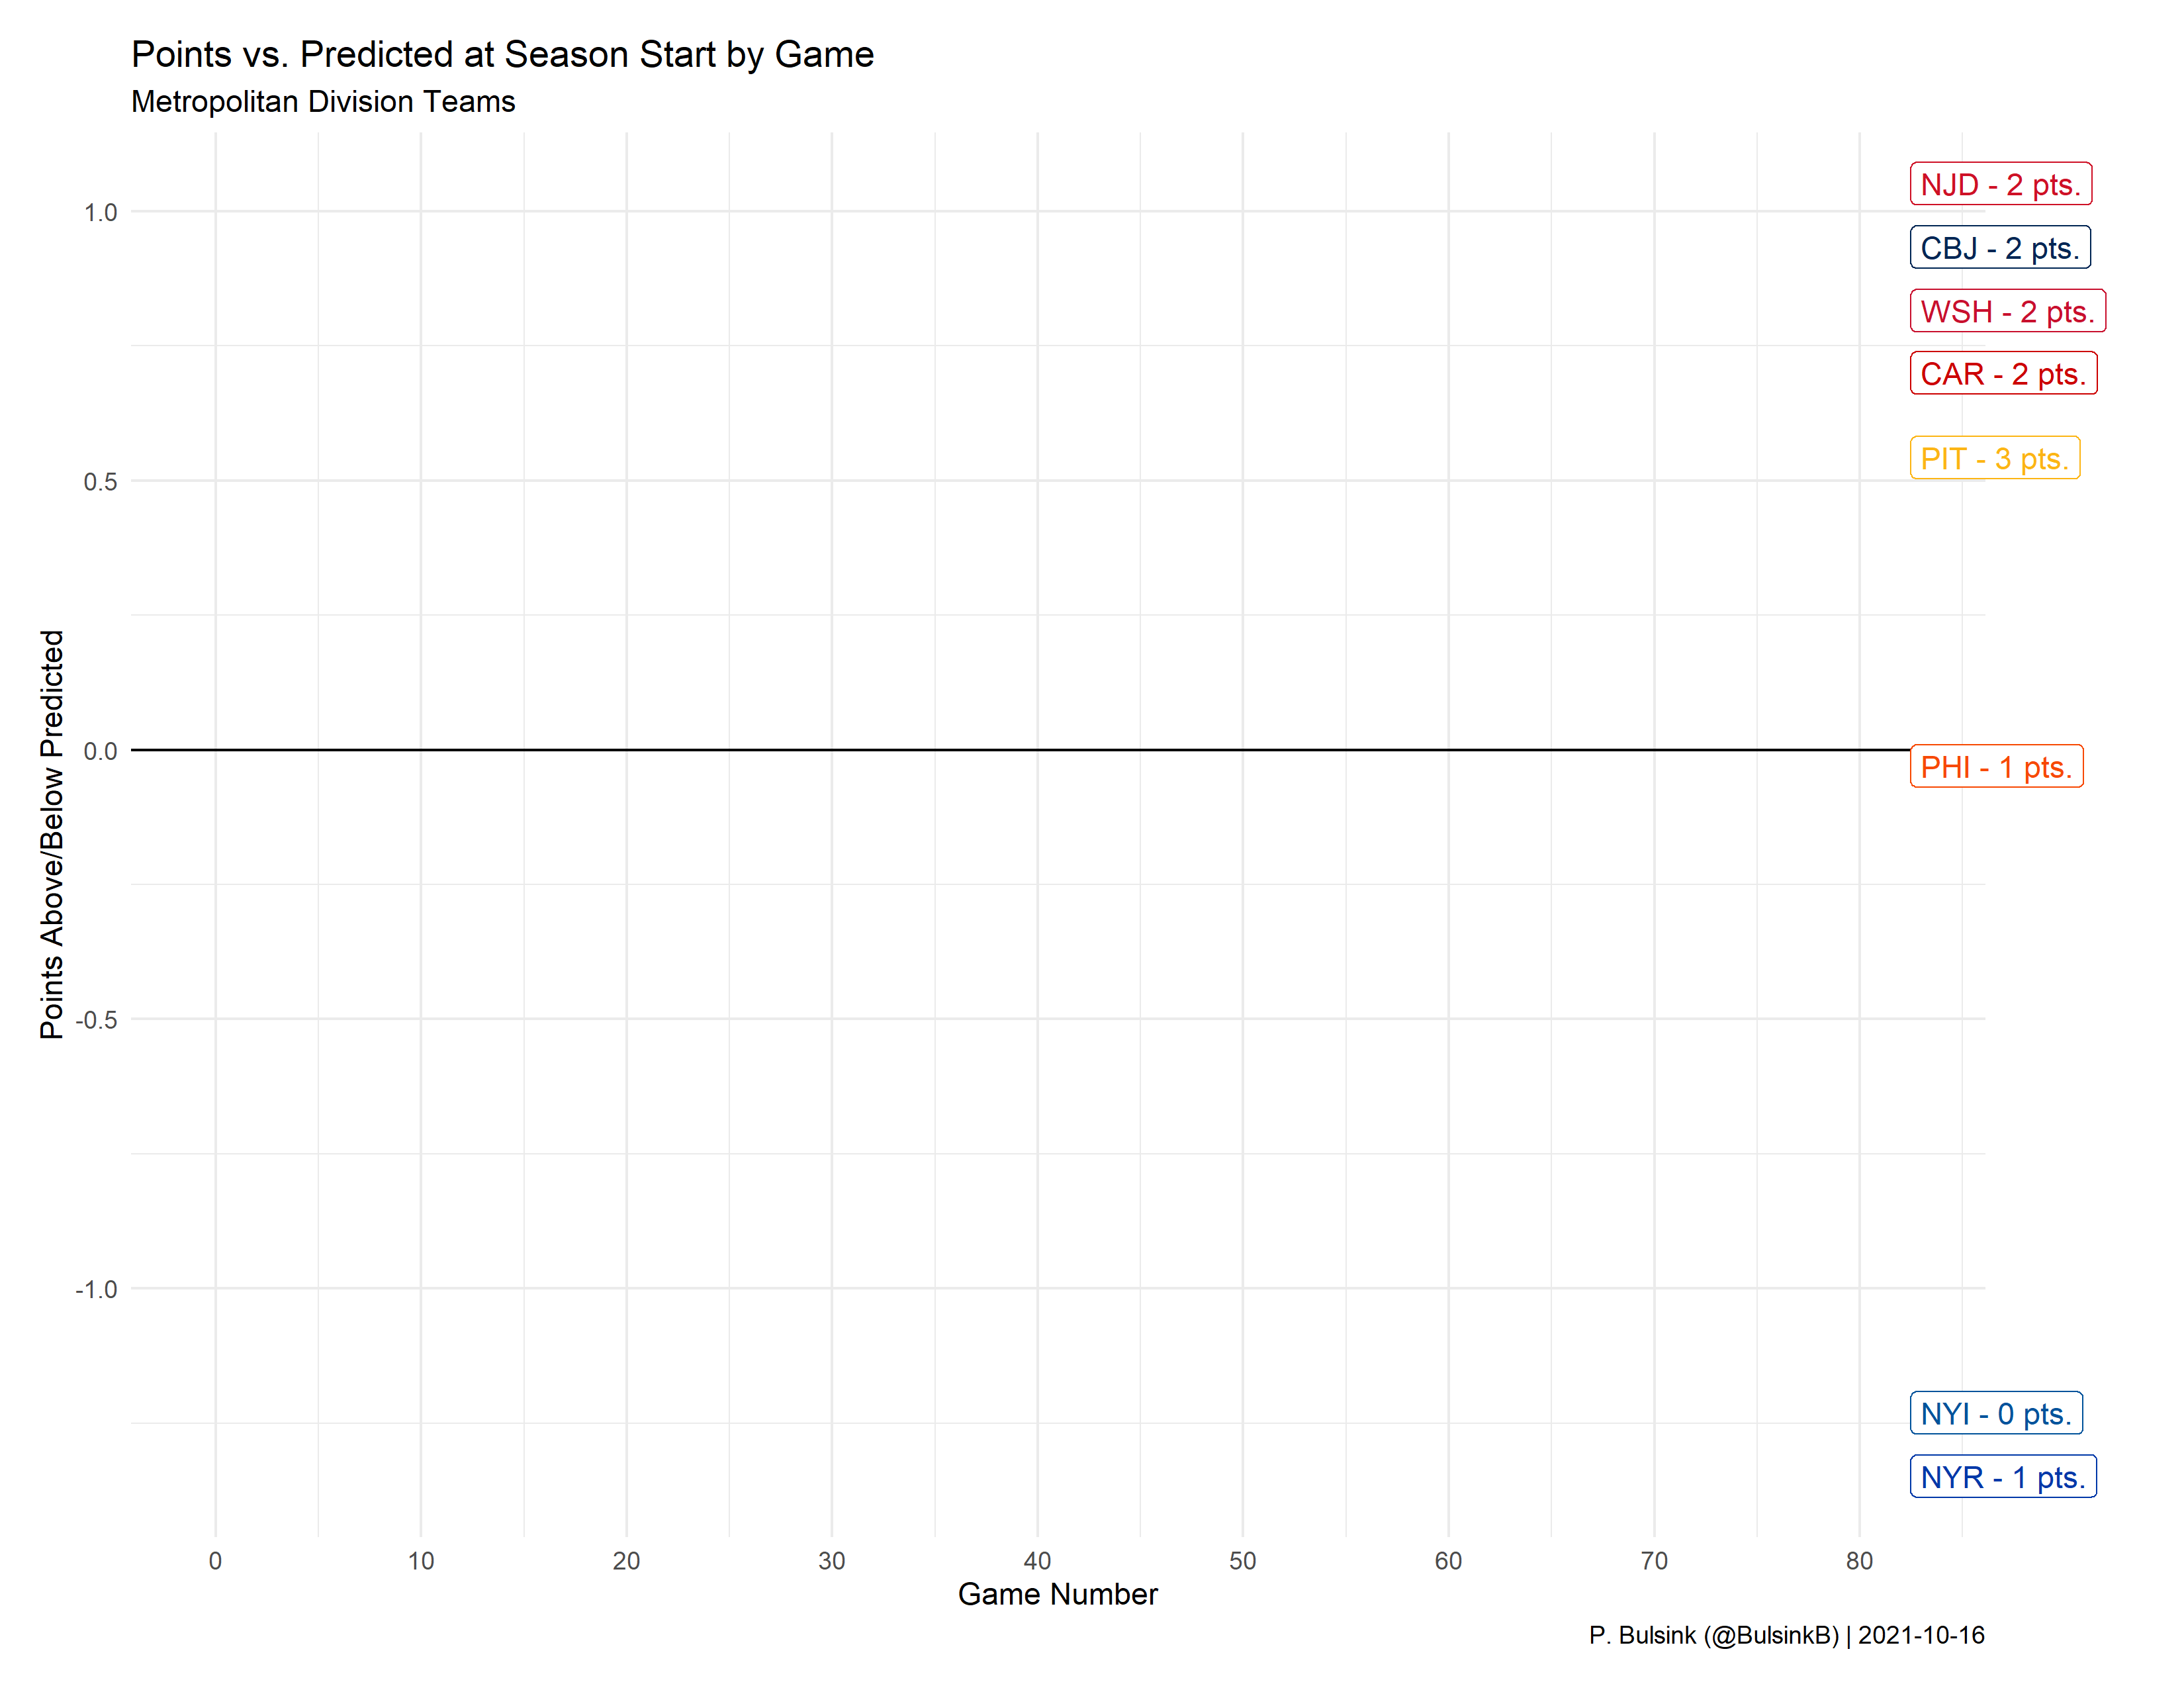 Points vs. Predicted at Season Start by Game
Metropolitan Division Teams
Points Above/Below Predicted
1.0
0.5
0.0
-0.5
-1.0
NJD - 2 pts.
CBJ - 2 pts.
WSH - 2 pts.
CAR - 2 pts.
PIT - 3 pts.
PHI - 1 pts.
NYI - 0 pts.
NYR - 1 pts.
0 10 20 30 40 50 60 70 80
Game Number
P. Bulsink (@BulsinkB) | 2021-10-16